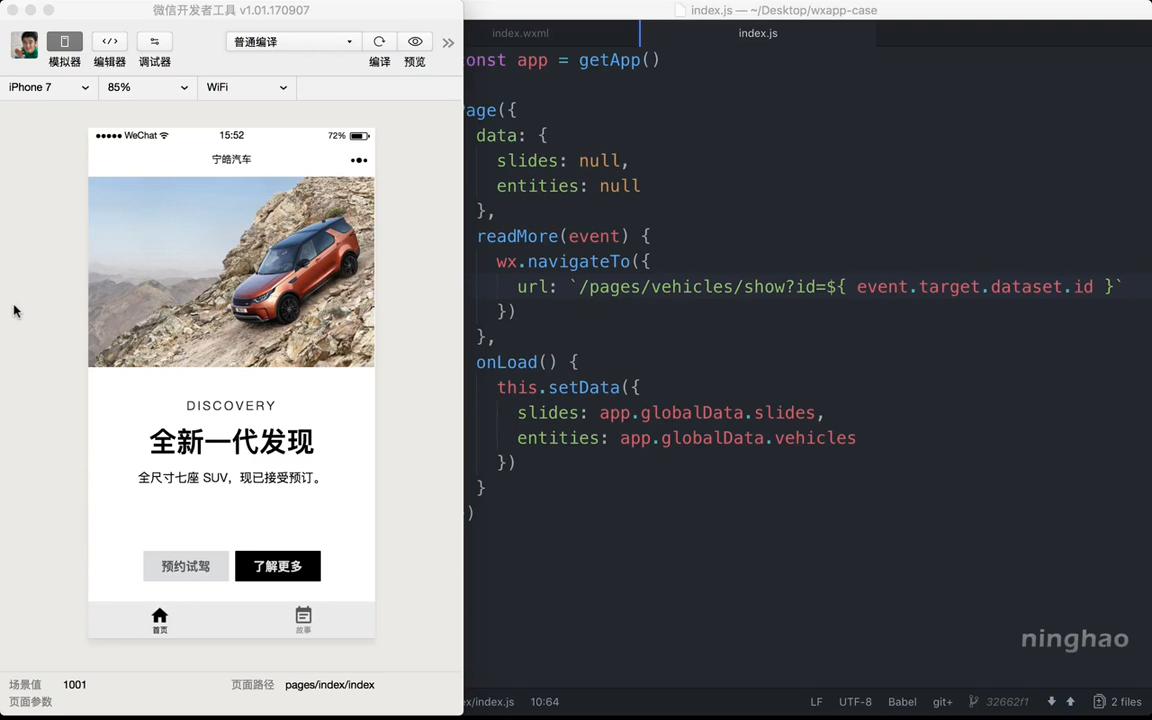 微信开发者工具 v1.01.170907
模拟器
编辑器
调试器
普通编译
编译
预览
iPhone 7
85%
WiFi
WeChat
15:52
72%
宁皓汽车
DISCOVERY
全新一代发现
全尺寸七座 SUV，现已接受预订。
预约试驾
了解更多
首页
故事
场景值 1001
页面路径 pages/index/index
页面参数
index.js — ~/Desktop/wxapp-case
index.wxml
index.js
onst app = getApp()
age({
data: {
slides: null,
entities: null
},
readMore(event) {
wx.navigateTo({
url: `/pages/vehicles/show?id=${ event.target.dataset.id }`
})
},
onLoad() {
this.setData({
slides: app.globalData.slides,
entities: app.globalData.vehicles
})
}
)
ninghao
ex/index.js
10:64
LF
UTF-8
Babel
git+
32662f1
2 files